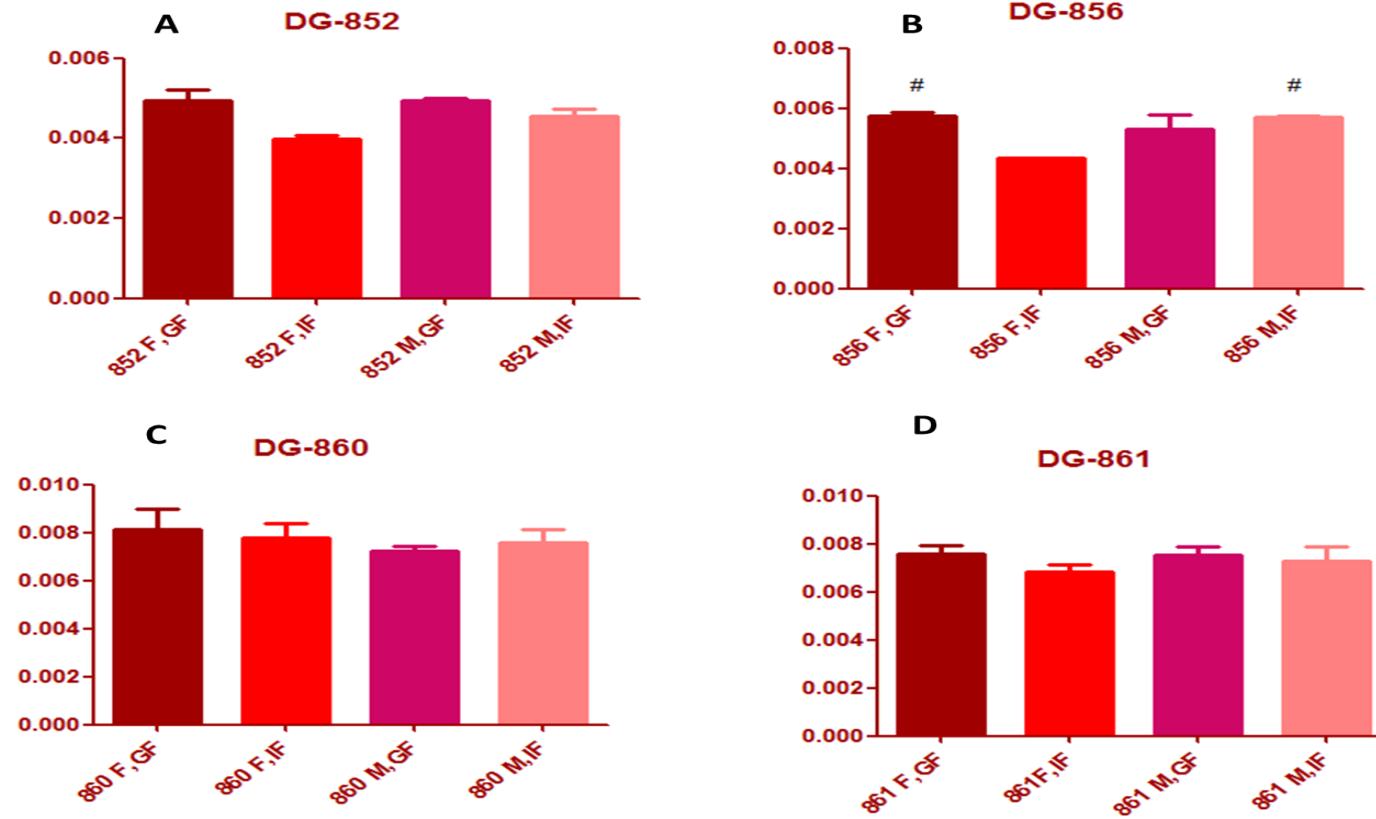 A
DG-852
0.006
0.004
0.002
0.000
852 F,GF
852 F,IF
852 M,GF
852 M,IF
B
DG-856
0.008
0.006
0.004
0.002
0.000
#
#
856 F,GF
856 F,IF
856 M,GF
856 M,IF
C
DG-860
0.010
0.008
0.006
0.004
0.002
0.000
860 F,GF
860 F,IF
860 M,GF
860 M,IF
D
DG-861
0.010
0.008
0.006
0.004
0.002
0.000
861 F,GF
861F,IF
861 M,GF
861 M,IF